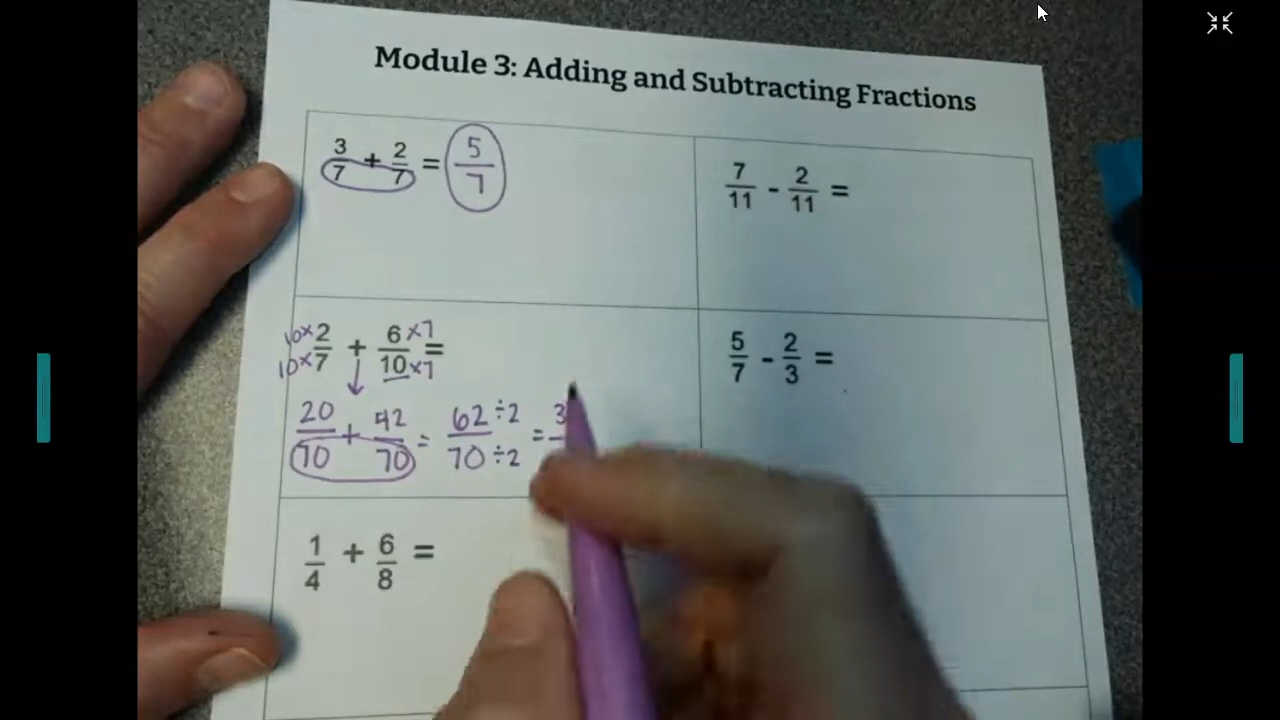 Module 3: Adding and Subtracting Fractions
3/7 + 2/7 = 5/7
7/11 - 2/11 =
10× 2/7 + 6/10 ×7 =
10× ×7
20/70 + 42/70 = 62/70 ÷2 = 3
÷2
5/7 - 2/3 =
1/4 + 6/8 =